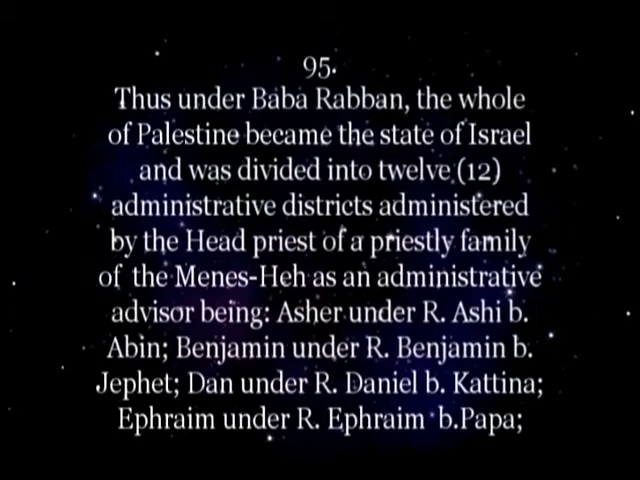 95.
Thus under Baba Rabban, the whole
of Palestine became the state of Israel
and was divided into twelve (12)
administrative districts administered
by the Head priest of a priestly family
of the Menes-Heh as an administrative
advisor being: Asher under R. Ashi b.
Abin; Benjamin under R. Benjamin b.
Jephet; Dan under R. Daniel b. Kattina;
Ephraim under R. Ephraim b.Papa;